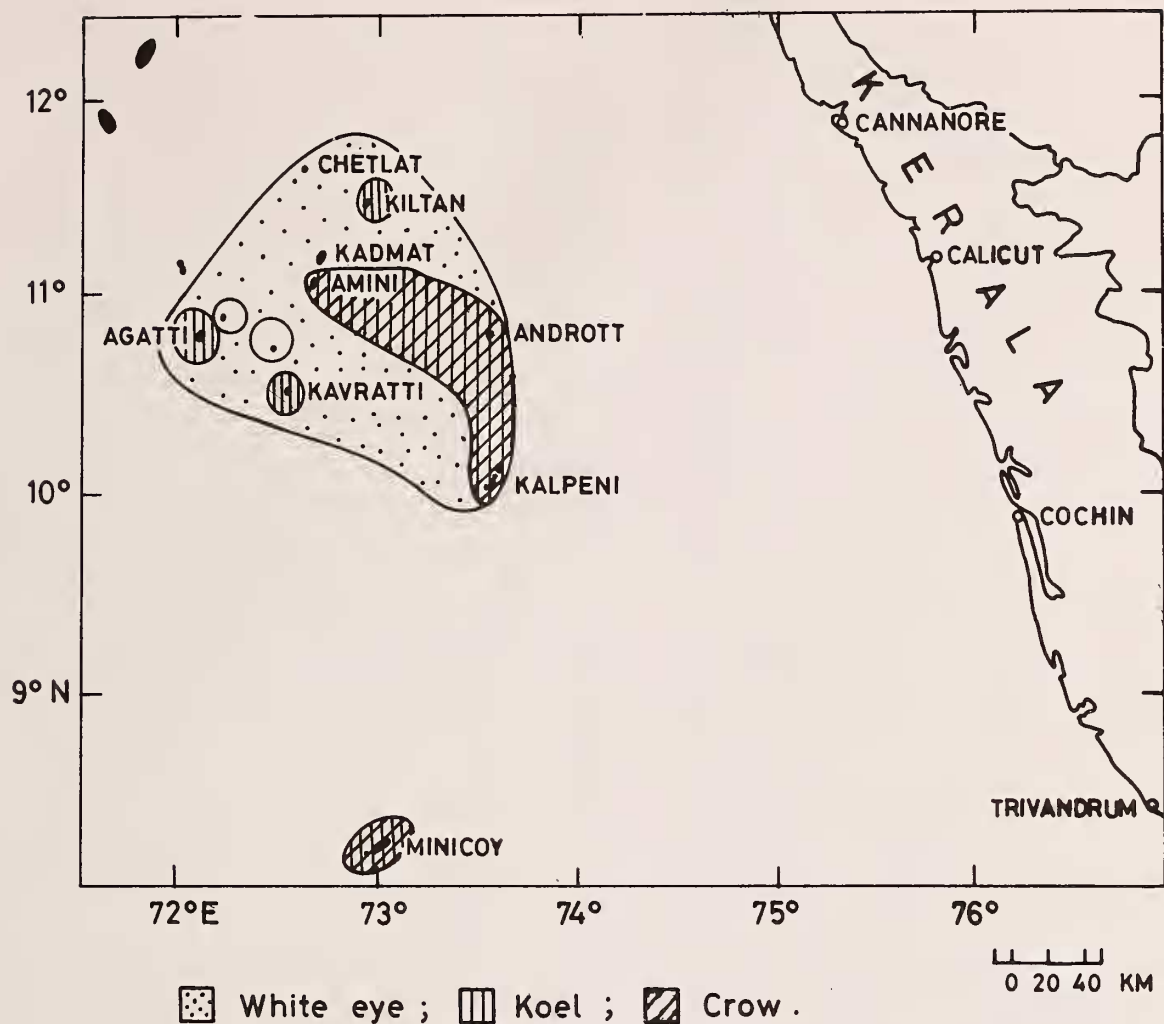 12°
CANNANORE
CHETLAT
KILTAN
KERALA
KADMAT
CALICUT
11°
AMINI
AGATTI
ANDROTT
KAVRATTI
10°
KALPENI
COCHIN
9° N
TRIVANDRUM
MINICOY
72°E 73° 74° 75° 76°
0 20 40 KM
White eye ; Koel ; Crow .